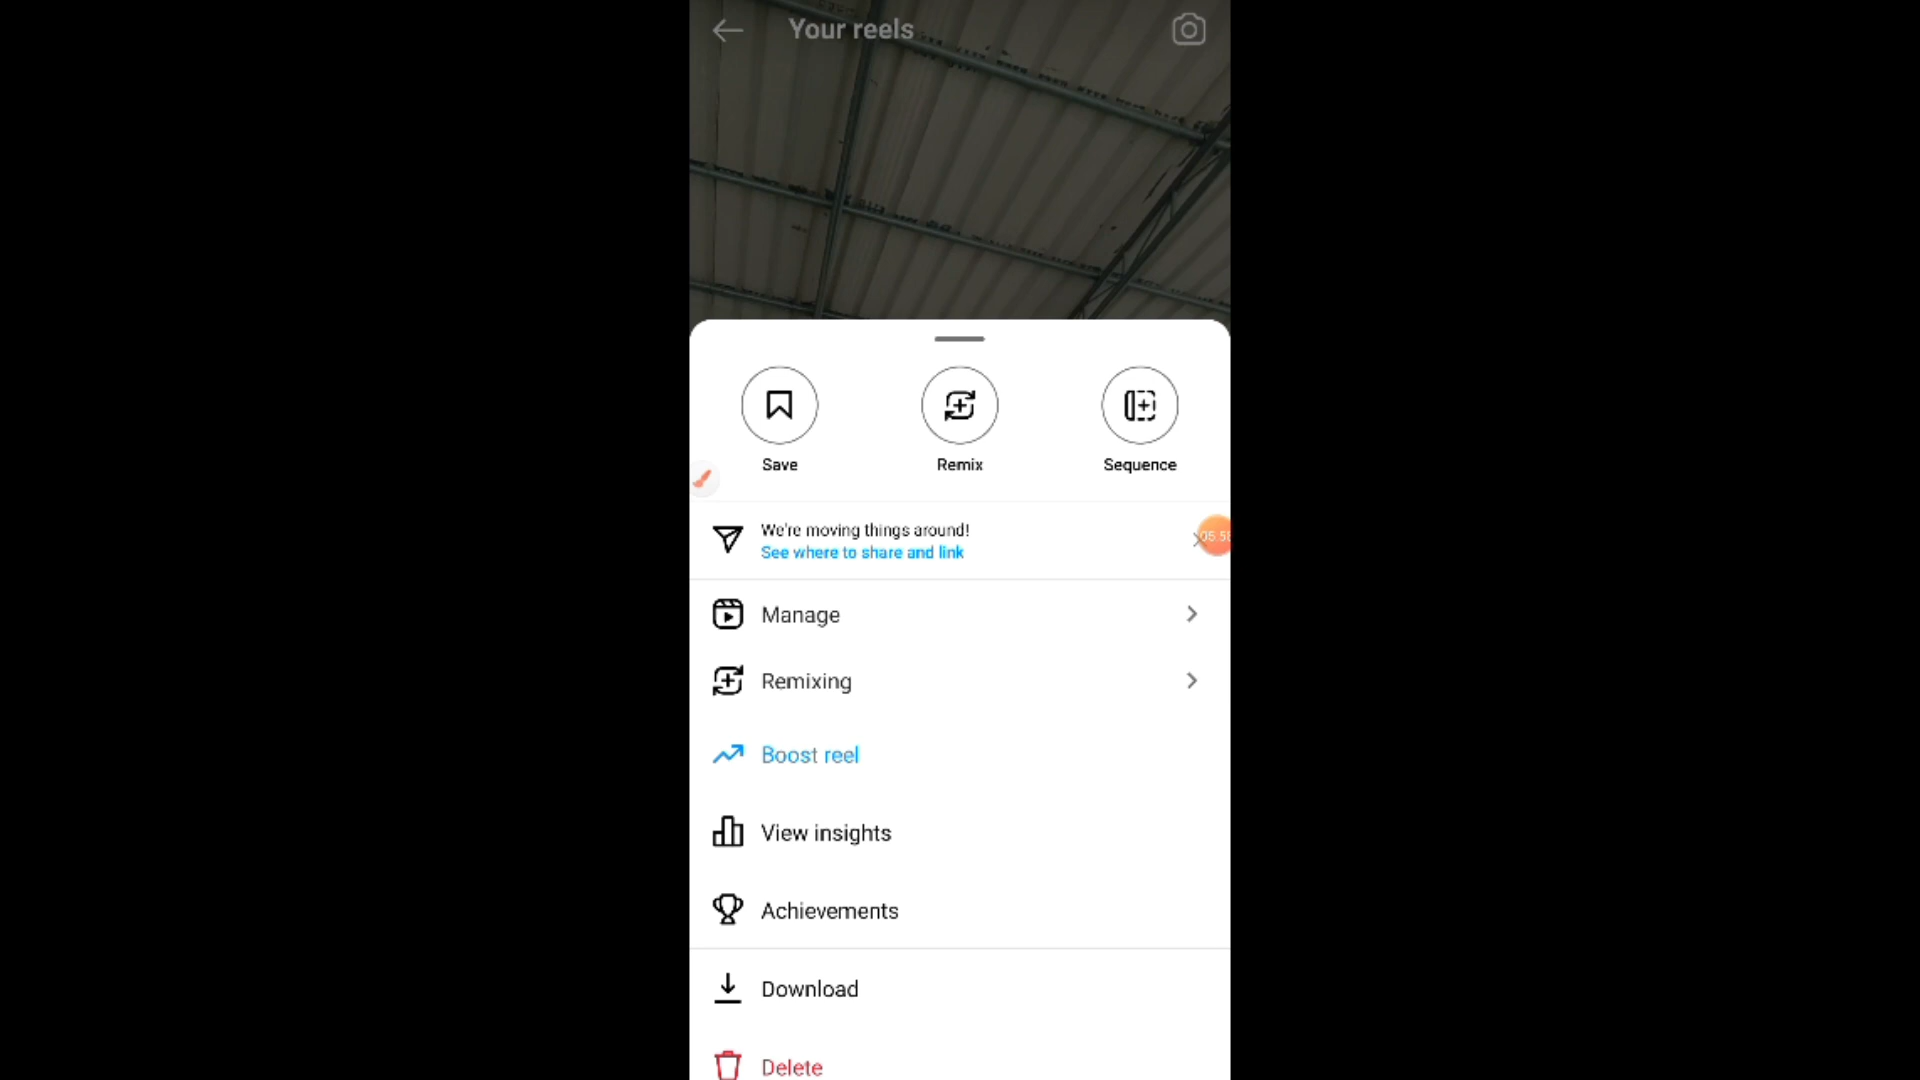 Your reels
Save
Remix
Sequence
We're moving things around!
See where to share and link
Manage
Remixing
Boost reel
View insights
Achievements
Download
Delete